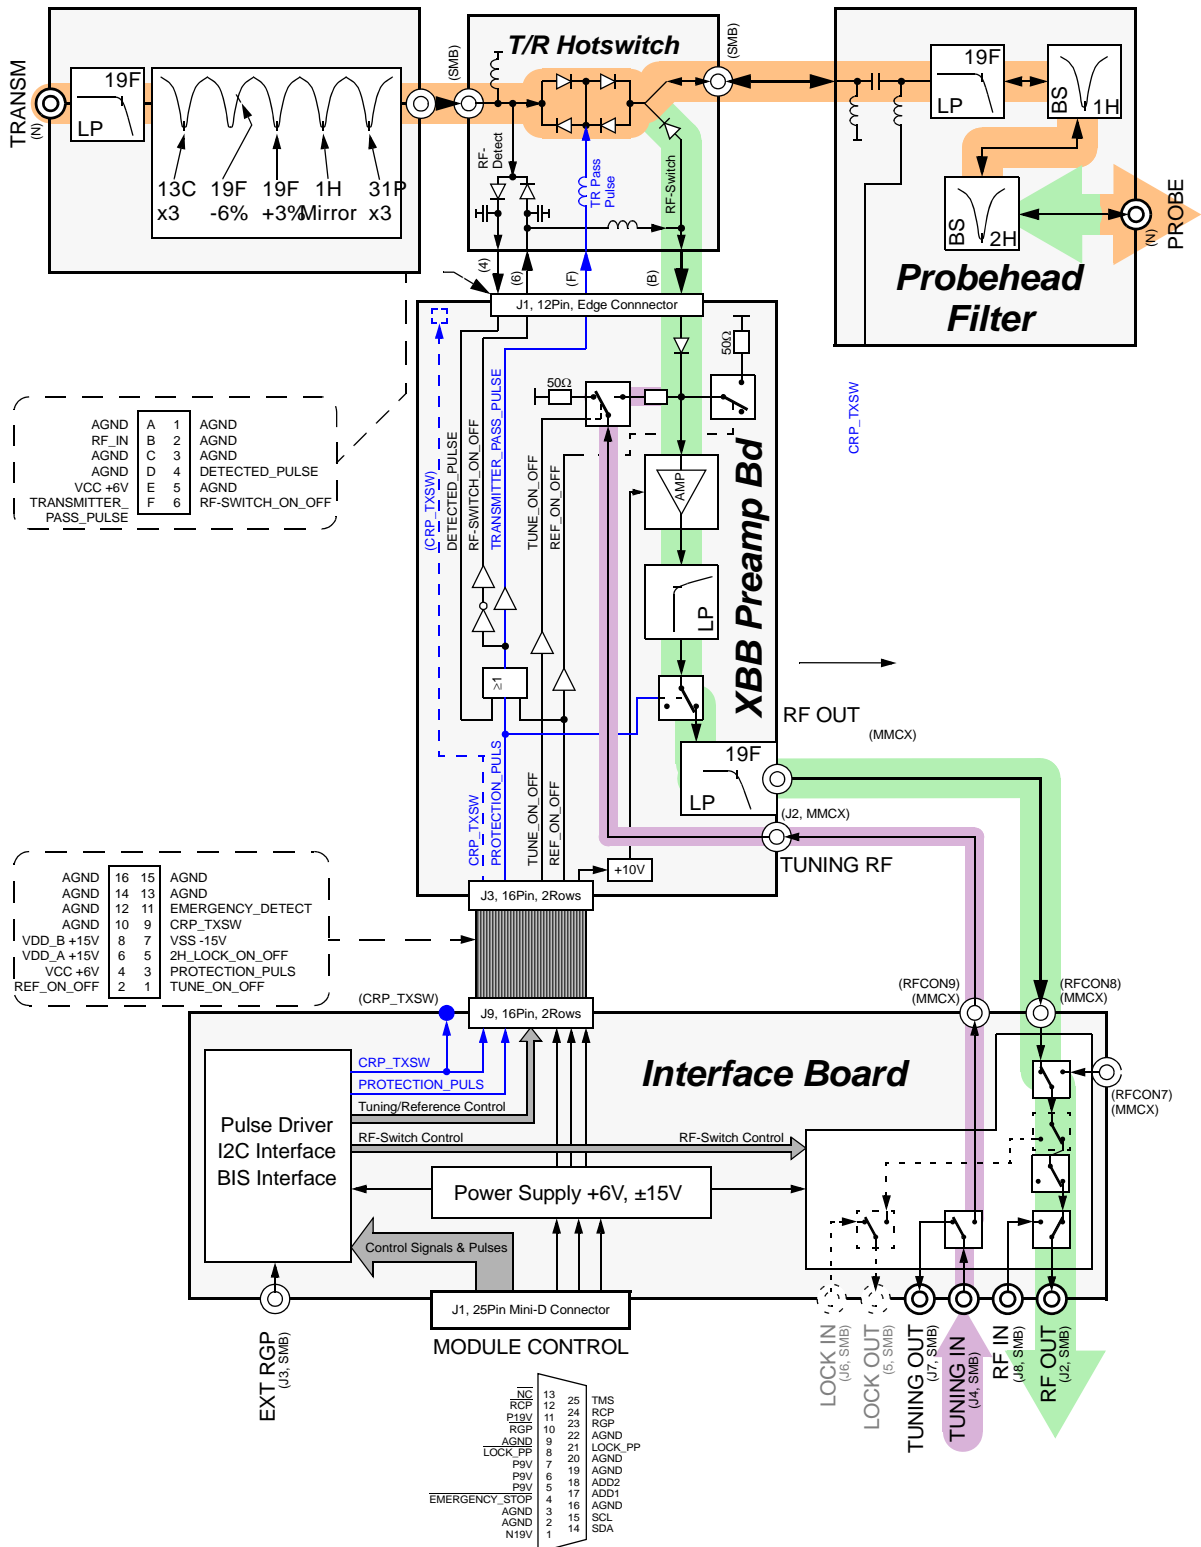 TRANSM
(N)
19F
LP
13C
x3
19F
-6%
19F
+3%
1H
Mirror
31P
x3
(SMB)
T/R Hotswitch
(SMB)
RF-
Detect
TR Pass
Pulse
RF-Switch
19F
LP
BS
1H
BS
2H
(N)
PROBE
Probehead
Filter
CRP_TXSW
(4)
(6)
(F)
(B)
J1, 12Pin, Edge Connnector
AGND A 1 AGND
RF_IN B 2 AGND
AGND C 3 AGND
AGND D 4 DETECTED_PULSE
VCC +6V E 5 AGND
TRANSMITTER_ F 6 RF-SWITCH_ON_OFF
PASS_PULSE
(CRP_TXSW)
DETECTED_PULSE
RF-SWITCH_ON_OFF
TRANSMITTER_PASS_PULSE
TUNE_ON_OFF
REF_ON_OFF
50Ω
50Ω
AMP
LP
XBB Preamp Bd
≥1
CRP_TXSW
PROTECTION_PULS
TUNE_ON_OFF
REF_ON_OFF
+10V
19F
LP
RF OUT
(MMCX)
(J2, MMCX)
TUNING RF
J3, 16Pin, 2Rows
AGND 16 15 AGND
AGND 14 13 AGND
AGND 12 11 EMERGENCY_DETECT
AGND 10 9 CRP_TXSW
VDD_B +15V 8 7 VSS -15V
VDD_A +15V 6 5 2H_LOCK_ON_OFF
VCC +6V 4 3 PROTECTION_PULS
REF_ON_OFF 2 1 TUNE_ON_OFF
(CRP_TXSW)
J9, 16Pin, 2Rows
(RFCON9)
(MMCX)
(RFCON8)
(MMCX)
(RFCON7)
(MMCX)
Interface Board
CRP_TXSW
PROTECTION_PULS
Tuning/Reference Control
RF-Switch Control
RF-Switch Control
Pulse Driver
I2C Interface
BIS Interface
Power Supply +6V, ±15V
Control Signals & Pulses
J1, 25Pin Mini-D Connector
MODULE CONTROL
EXT RGP
(J3, SMB)
LOCK IN
(J6, SMB)
LOCK OUT
(5, SMB)
TUNING OUT
(J7, SMB)
TUNING IN
(J4, SMB)
RF IN
(J8, SMB)
RF OUT
(J2, SMB)
NC 13
25 TMS
RCP 12
24 RCP
P19V 11
23 RGP
RGP 10
22 AGND
AGND 9
21 LOCK_PP
LOCK_PP 8
20 AGND
P9V 7
19 AGND
P9V 6
18 ADD2
P9V 5
17 ADD1
EMERGENCY_STOP 4
16 AGND
AGND 3
15 SCL
AGND 2
14 SDA
N19V 1